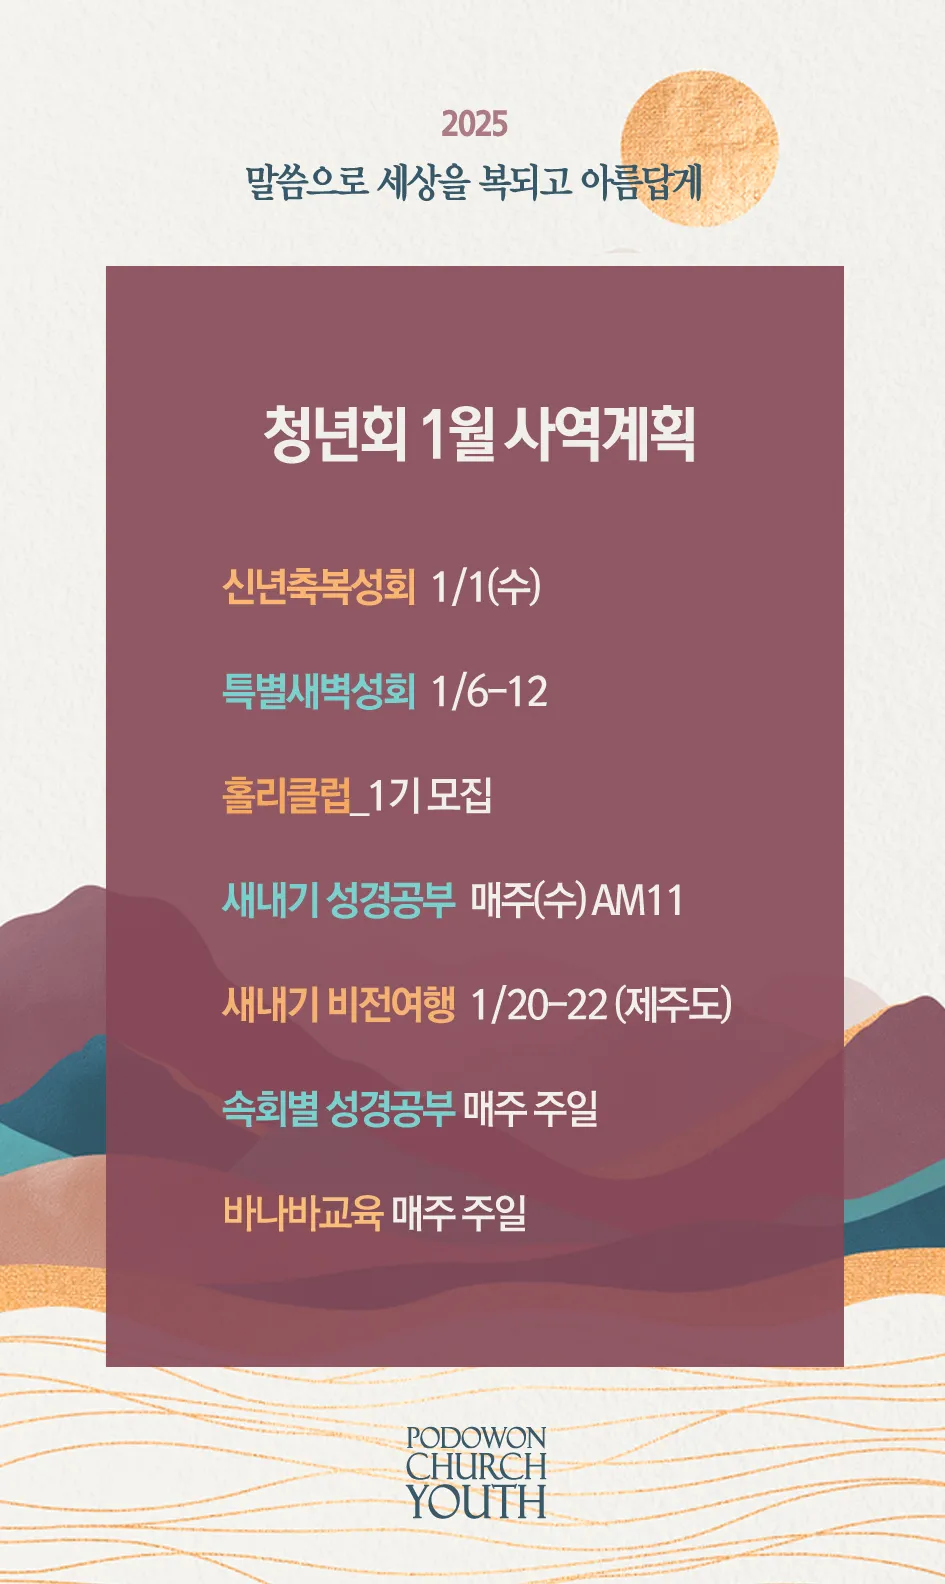 2025
말씀으로 세상을 복되고 아름답게
청년회 1월 사역계획
신년축복성회 1/1(수)
특별새벽성회 1/6-12
홀리클럽_1기 모집
새내기 성경공부 매주(수) AM11
새내기 비전여행 1/20-22 (제주도)
속회별 성경공부 매주 주일
바나바교육 매주 주일
PODOWON
CHURCH
YOUTH